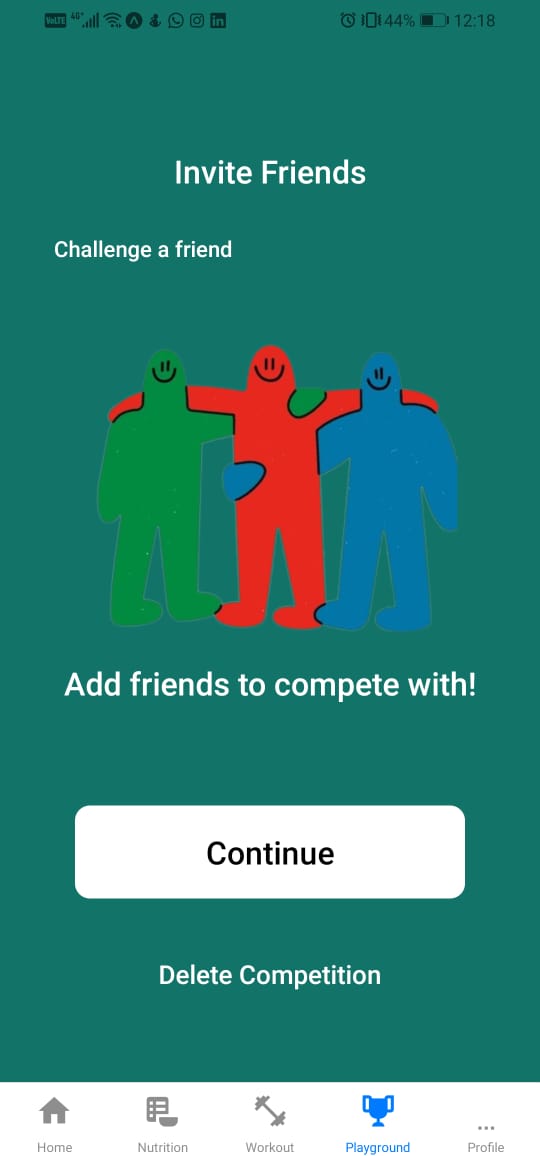 VoLTE 4G+ 44% 12:18
Invite Friends
Challenge a friend
Add friends to compete with!
Continue
Delete Competition
Home Nutrition Workout Playground Profile